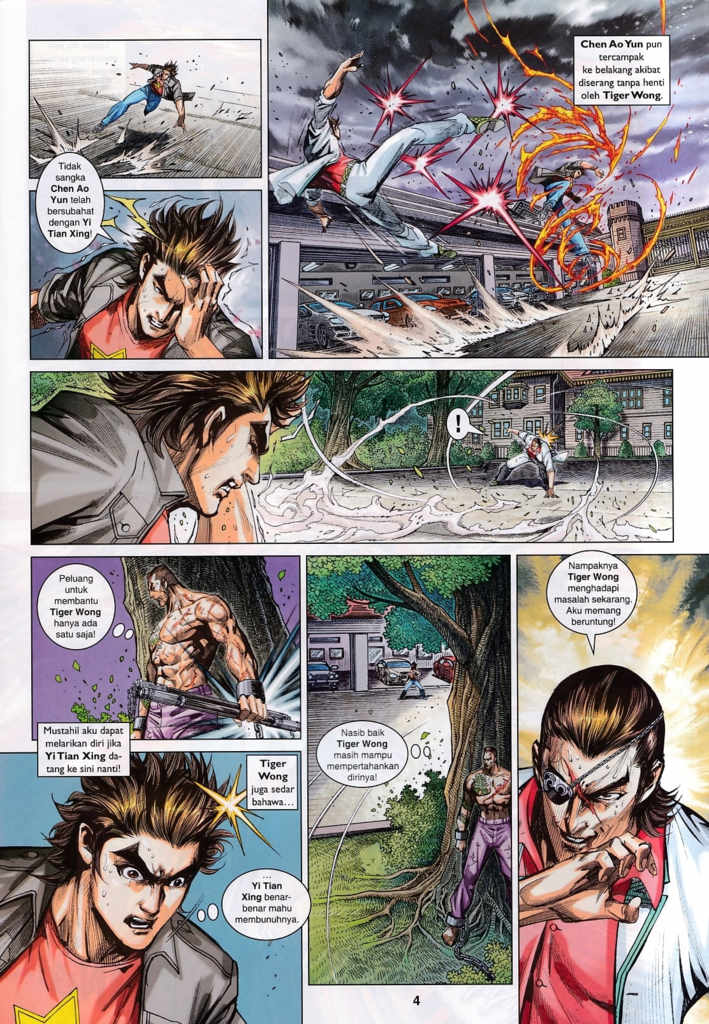 Chen Ao Yun pun
tercampak
ke belakang akibat
diserang tanpa henti
oleh Tiger Wong.
Tidak
sangka
Chen Ao
Yun telah
bersubahat
dengan Yi
Tian Xing!
!
Peluang
untuk
membantu
Tiger Wong
hanya ada
satu saja!
Mustahil aku dapat
melarikan diri jika
Yi Tian Xing da-
tang ke sini nanti!
Tiger
Wong
juga sedar
bahawa...
...
Yi Tian
Xing benar-
benar mahu
membunuhnya.
Nasib baik
Tiger Wong
masih mampu
mempertahankan
dirinya!
Nampaknya
Tiger Wong
menghadapi
masalah sekarang.
Aku memang
beruntung!
4